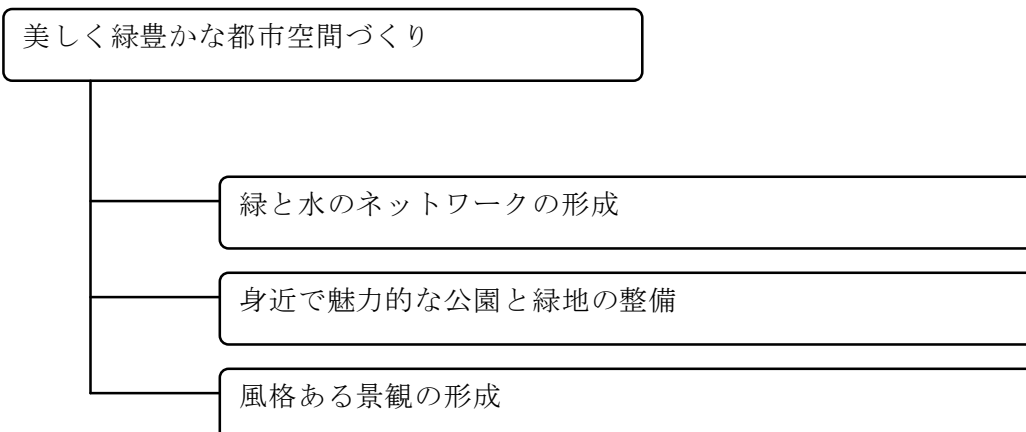 美しく緑豊かな都市空間づくり
緑と水のネットワークの形成
身近で魅力的な公園と緑地の整備
風格ある景観の形成